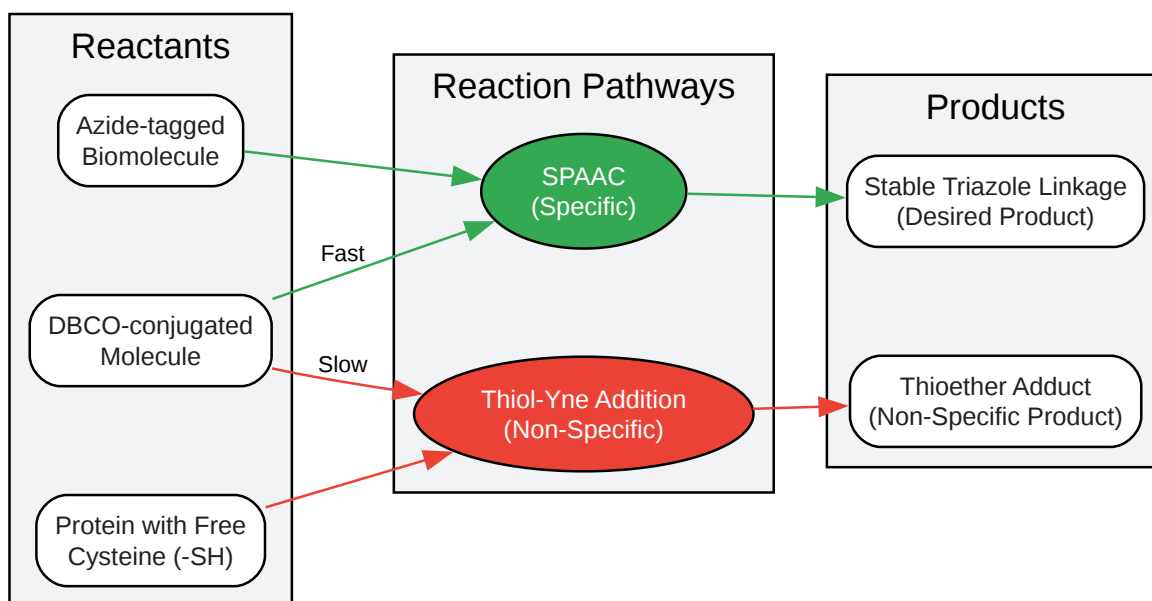 Reactants
Azide-tagged
Biomolecule
DBCO-conjugated
Molecule
Protein with Free
Cysteine (-SH)
Fast
Slow
Reaction Pathways
SPAAC
(Specific)
Thiol-Yne Addition
(Non-Specific)
Products
Stable Triazole Linkage
(Desired Product)
Thioether Adduct
(Non-Specific Product)